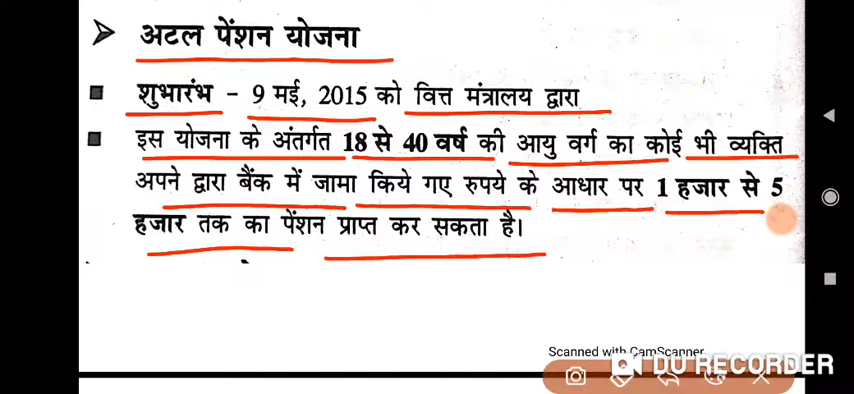 अटल पेंशन योजना
शुभारंभ - 9 मई, 2015 को वित्त मंत्रालय द्वारा
इस योजना के अंतर्गत 18 से 40 वर्ष की आयु वर्ग का कोई भी व्यक्ति
अपने द्वारा बैंक में जामा किये गए रुपये के आधार पर 1 हजार से 5
हजार तक का पेंशन प्राप्त कर सकता है।
Scanned with CamScanner
DU RECORDER